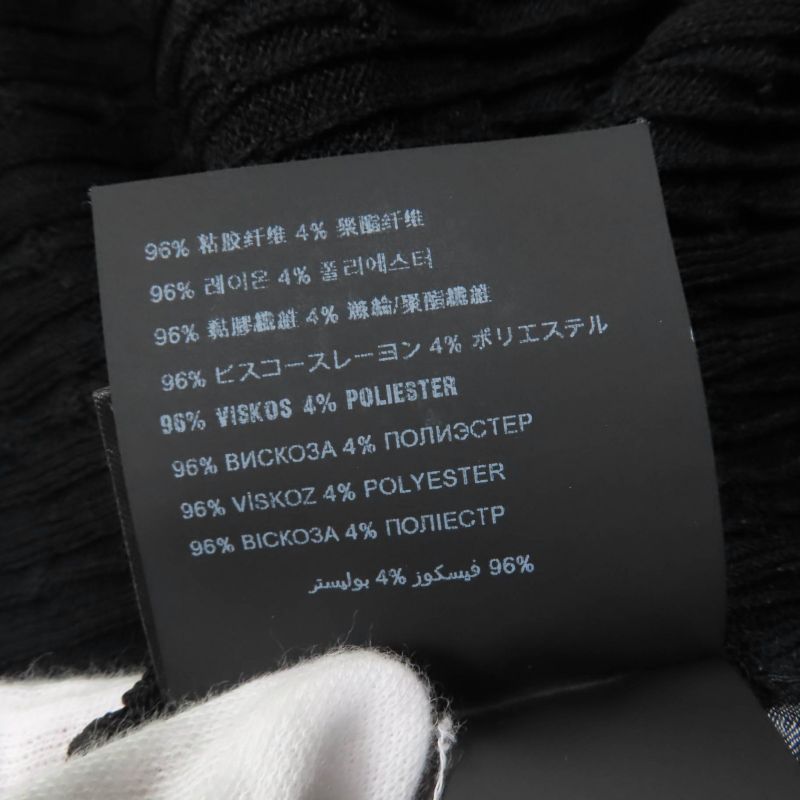 96% 粘胶纤维 4% 聚酯纤维
96% 레이온 4% 폴리에스터
96% 黏膠纖維 4% 滌綸/聚酯纖維
96% ビスコースレーヨン 4% ポリエステル
96% VISKOS 4% POLIESTER
96% ВИСКОЗА 4% ПОЛИЭСТЕР
96% VİSKOZ 4% POLYESTER
96% ВІСКОЗА 4% ПОЛІЕСТР
96% فيسكوز 4% بوليستر